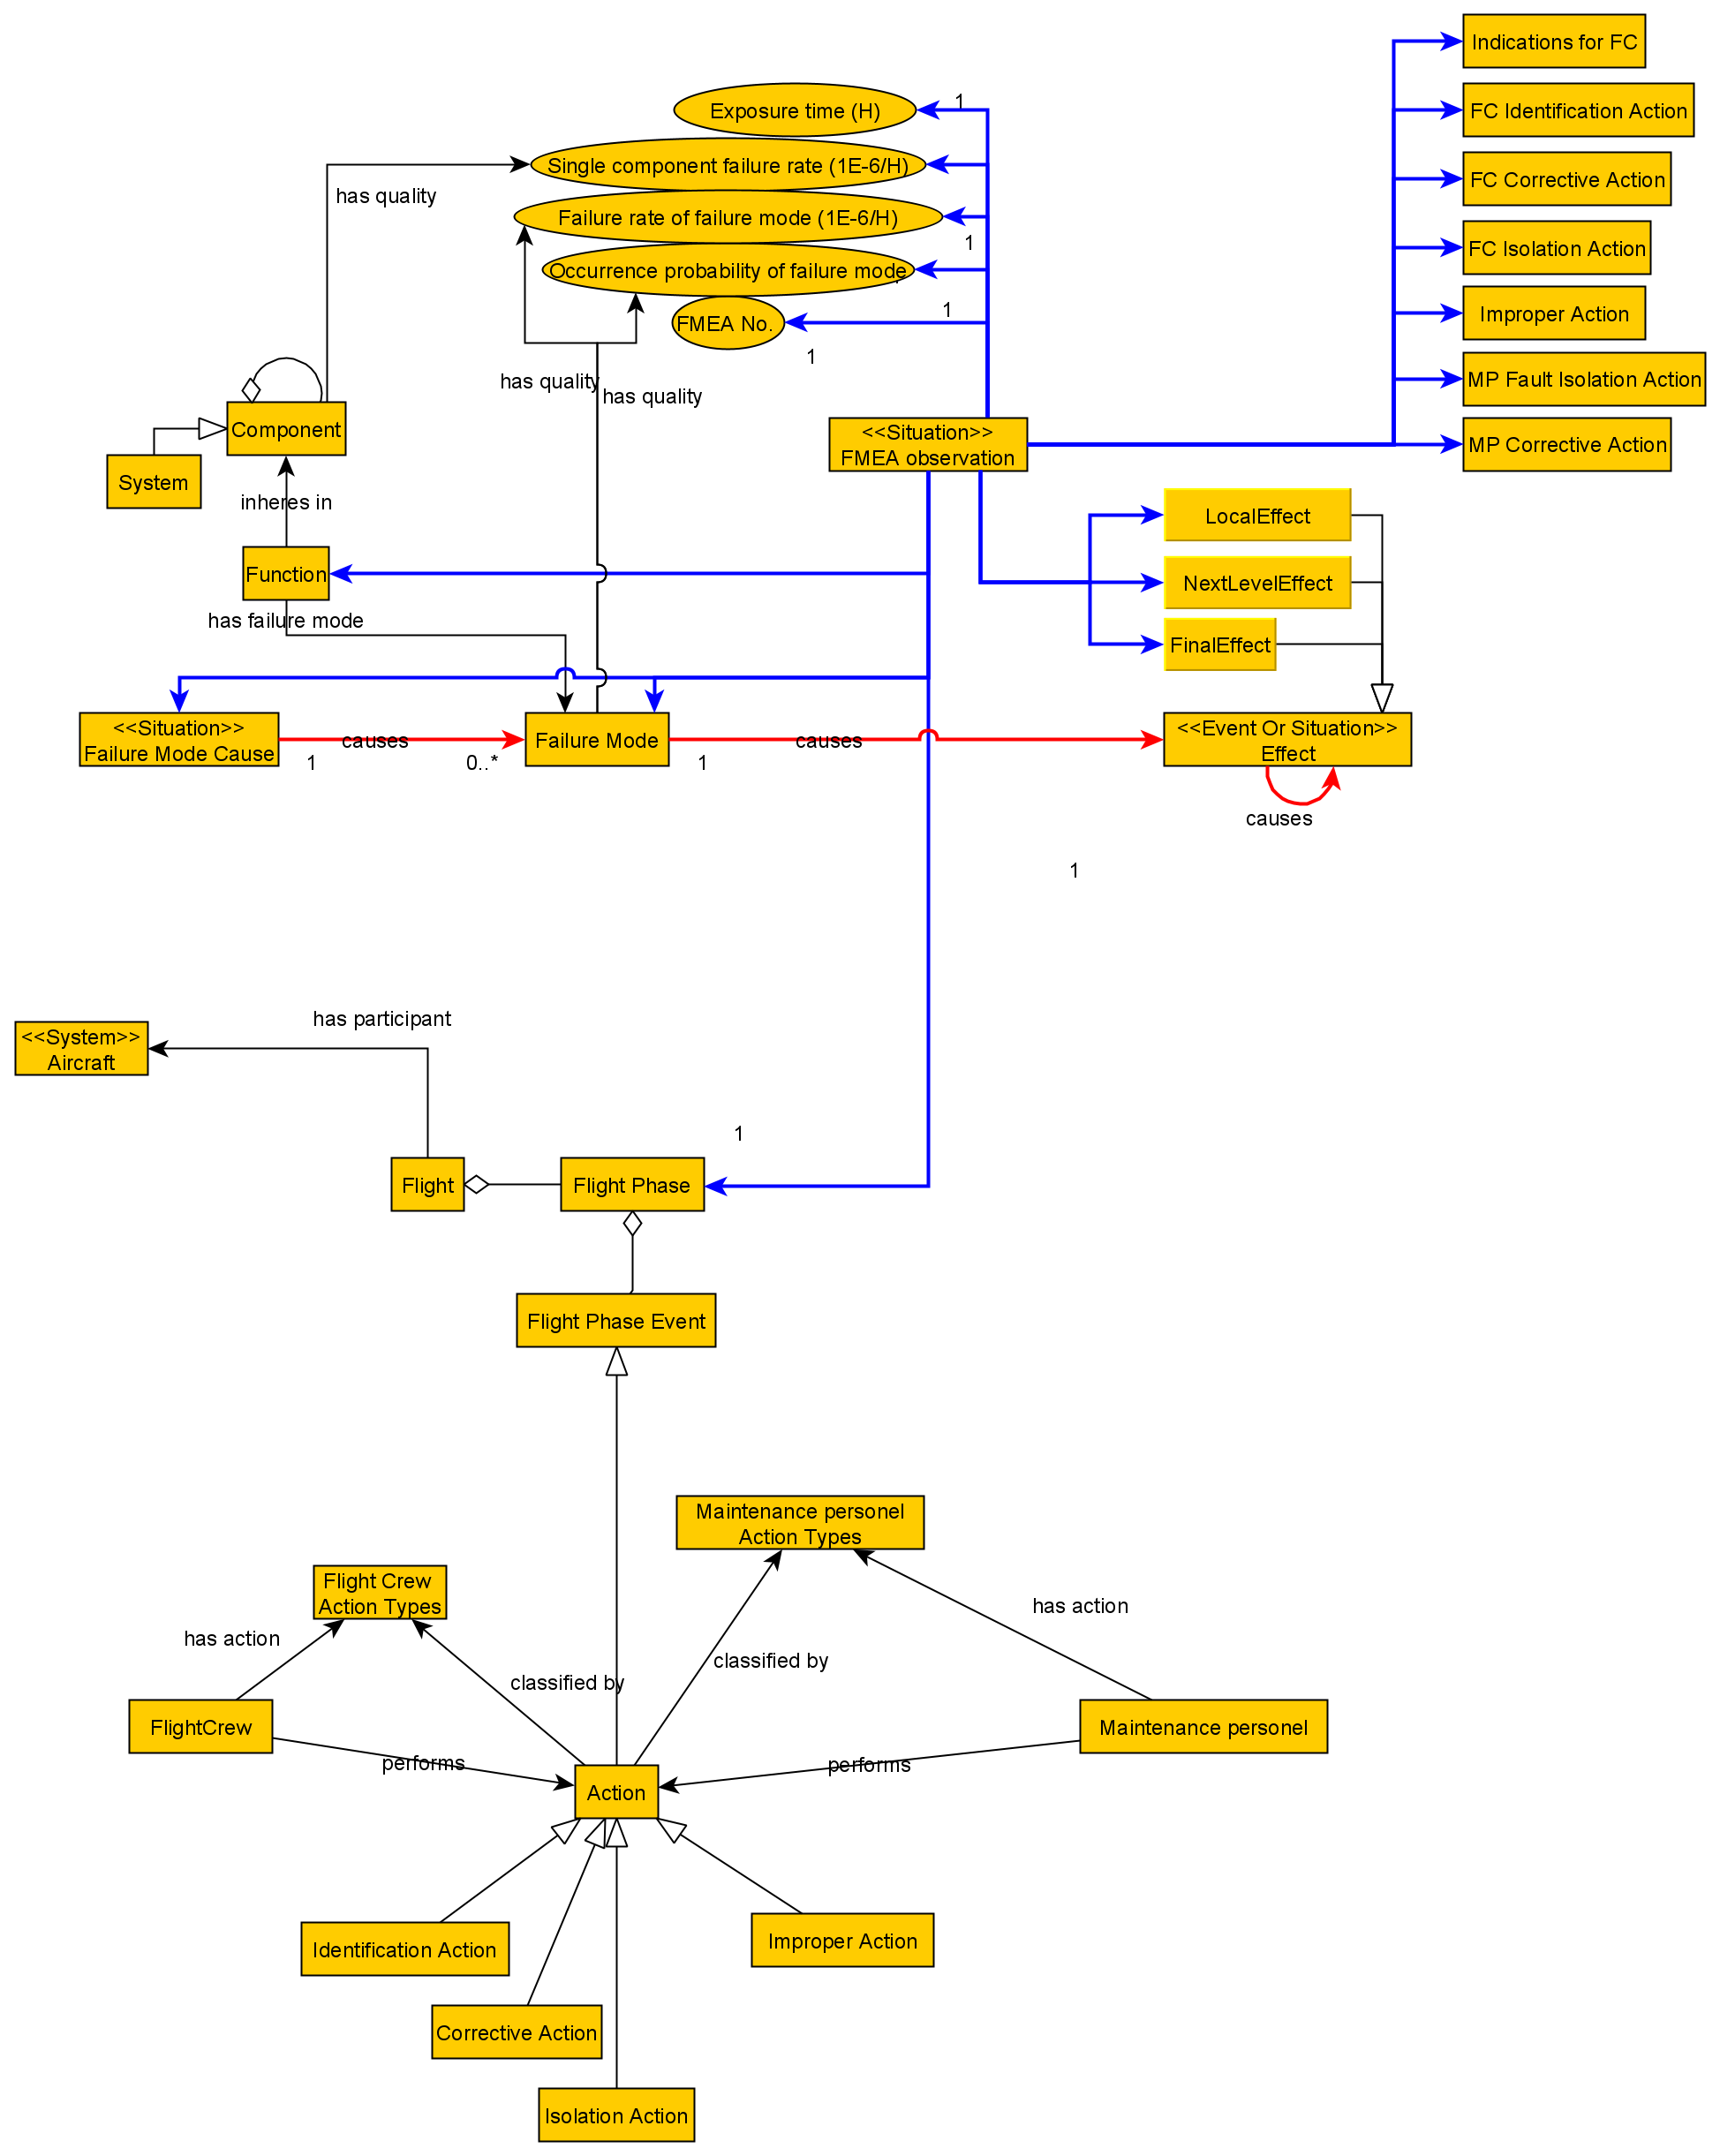 Indications for FC
Exposure time (H)
1
FC Identification Action
Single component failure rate (1E-6/H)
has quality
FC Corrective Action
Failure rate of failure mode (1E-6/H)
1
FC Isolation Action
Occurrence probability of failure mode
1
Improper Action
FMEA No.
1
has quality
has quality
MP Fault Isolation Action
Component
<<Situation>>
FMEA observation
MP Corrective Action
System
inheres in
LocalEffect
Function
NextLevelEffect
has failure mode
FinalEffect
<<Situation>>
Failure Mode Cause
causes
1
0..*
Failure Mode
1
causes
<<Event Or Situation>>
Effect
causes
1
has participant
<<System>>
Aircraft
1
Flight
Flight Phase
Flight Phase Event
Maintenance personel
Action Types
Flight Crew
Action Types
has action
has action
classified by
classified by
FlightCrew
Maintenance personel
performs
performs
Action
Identification Action
Improper Action
Corrective Action
Isolation Action